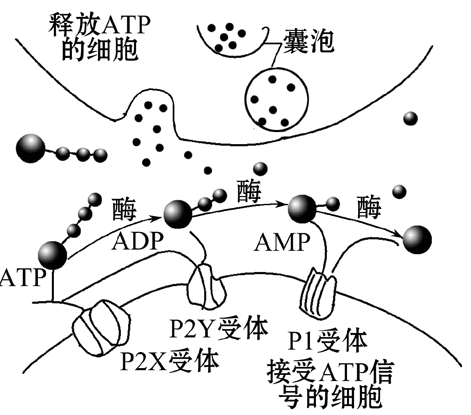 释放ATP
的细胞
囊泡
酶
酶
酶
ATP
ADP
AMP
P2X受体
P2Y受体
P1受体
接受ATP信
号的细胞